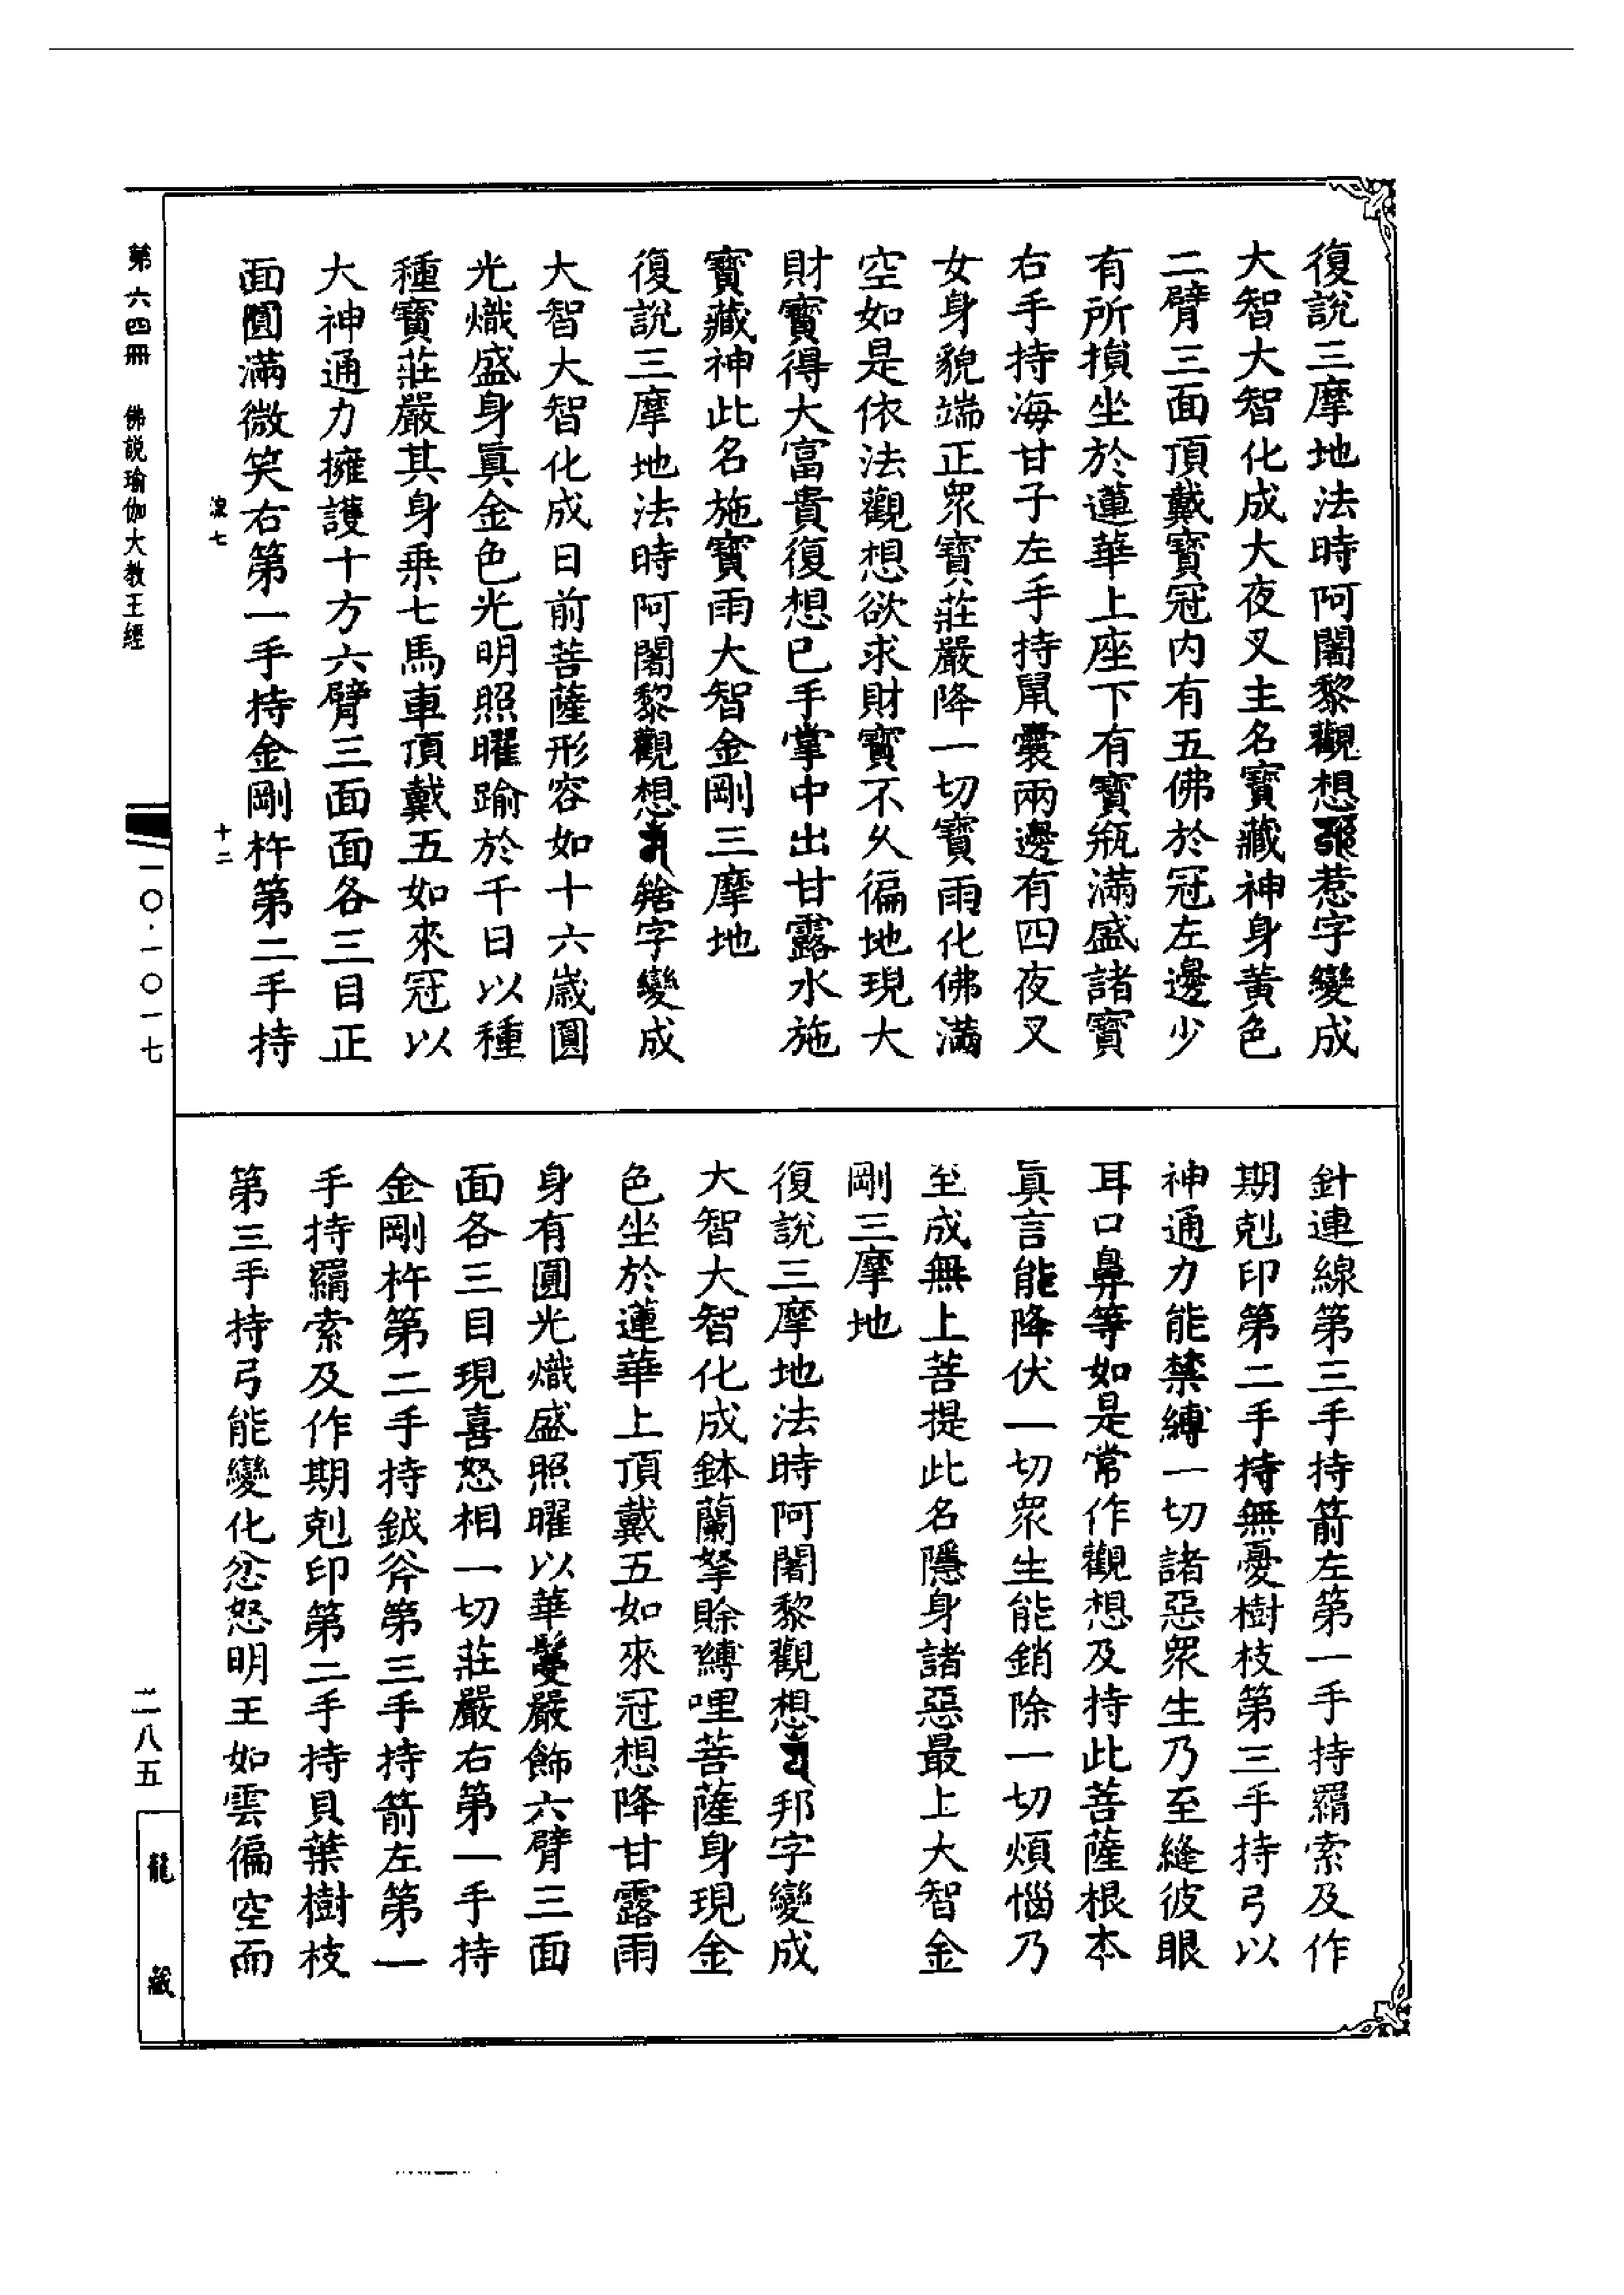 復說三摩地法時阿闍黎觀想惹字變成
大智大智化成大夜叉主名寶藏神身黃色
二臂三面頂戴寶冠內有五佛於冠左邊少
有所損坐於蓮華上座下有寶瓶滿盛諸寶
右手持海甘子左手持鼠囊兩邊有四夜叉
女身貌端正眾寶莊嚴降一切寶雨化佛滿
空如是依法觀想欲求財寶不久徧地現大
財寶得大富貴復想已手掌中出甘露水施
寶藏神此名施寶雨大智金剛三摩地
復說三摩地法時阿闍黎觀想䤈字變成
大智大智化成日前菩薩形容如十六歲圓
光熾盛身真金色光明照曜踰於千日以種
種寶莊嚴其身乘七馬車頂戴五如來冠以
大神通力擁護十方六臂三面面各三目正
面圓滿微笑右第一手持金剛杵第二手持
針連線第三手持箭左第一手持羂索及作
期剋印第二手持無憂樹枝第三手持弓以
神通力能禁縛一切諸惡眾生乃至縫彼眼
耳口鼻等如是常作觀想及持此菩薩根本
真言能降伏一切眾生能銷除一切煩惱乃
至成無上菩提此名隱身諸惡最上大智金
剛三摩地
復說三摩地法時阿闍黎觀想邦字變成
大智大智化成鉢蘭拏賒縛哩菩薩身現金
色坐於蓮華上頂戴五如來冠想降甘露雨
身有圓光熾盛照曜以華鬘嚴飾六臂三面
面各三目現喜怒相一切莊嚴右第一手持
金剛杵第二手持鉞斧第三手持箭左第一
手持羂索及作期剋印第二手持貝葉樹枝
第三手持弓能變化忿怒明王如雲徧空而
第六四冊 佛說瑜伽大教王經
十二
一〇·一〇一七
二八五
龍藏